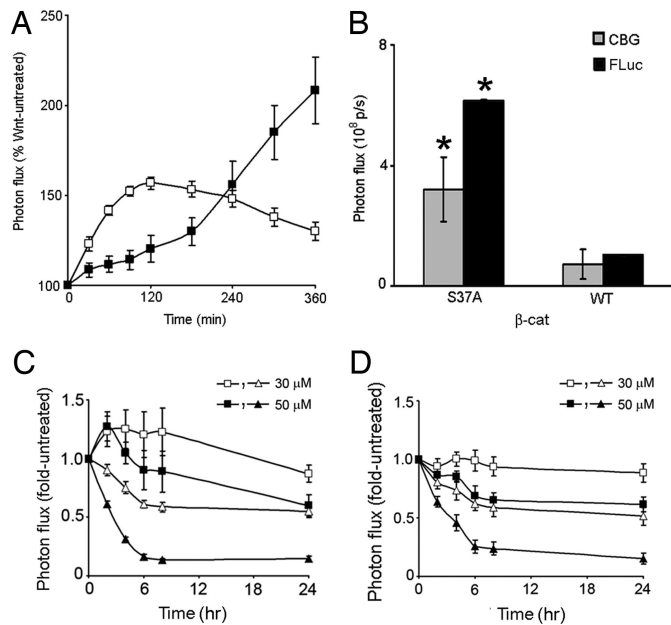 A
Photon flux (% Wnt-untreated)
250
200
150
100
0
120
240
360
Time (min)
B
Photon flux (10⁸ p/s)
8
4
0
CBG
FLuc
*
*
S37A
WT
β-cat
C
Photon flux (fold-untreated)
1.5
1.0
0.5
0
, 30 µM
, 50 µM
0
6
12
18
24
Time (hr)
D
Photon flux (fold-untreated)
1.5
1.0
0.5
0
, 30 µM
, 50 µM
0
6
12
18
24
Time (hr)